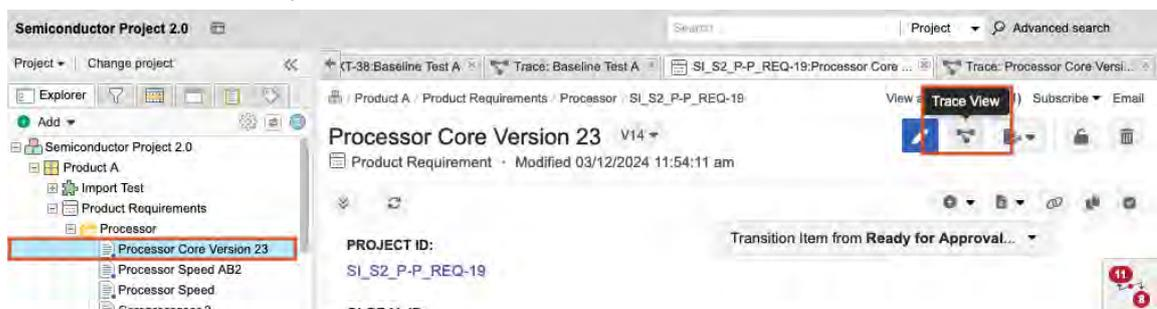 Semiconductor Project 2.0
Search
Project
Advanced search
Project
Change project
KT-38:Baseline Test A
Trace: Baseline Test A
SI_S2_P-P_REQ-19:Processor Core ...
Trace: Processor Core Versi...
Explorer
Product A / Product Requirements / Processor / SI_S2_P-P_REQ-19
View
Trace View
Subscribe
Email
Add
Semiconductor Project 2.0
Processor Core Version 23 V14
Product A
Product Requirement · Modified 03/12/2024 11:54:11 am
Import Test
Product Requirements
Processor
Processor Core Version 23
Transition Item from Ready for Approval...
PROJECT ID:
Processor Speed AB2
SI_S2_P-P_REQ-19
Processor Speed
11
8